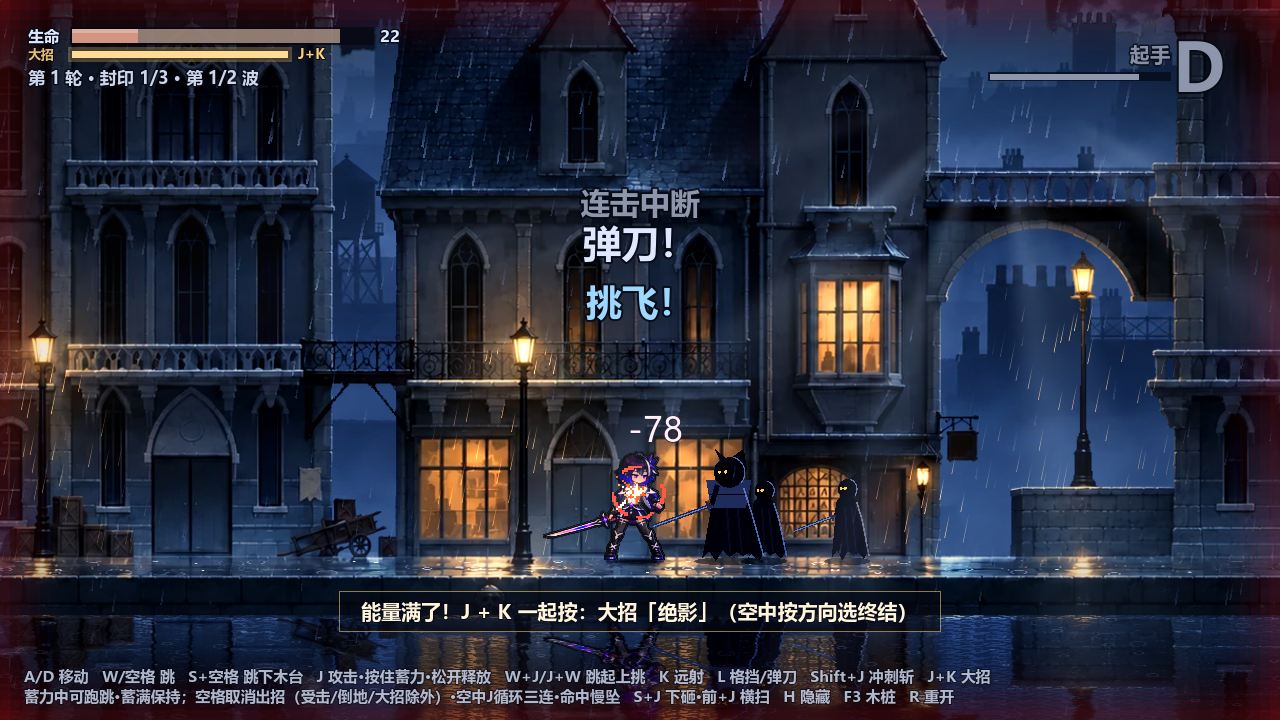 生命 22
大招 J+K
第 1 轮·封印 1/3·第 1/2 波
起手 D
连击中断
弹刀!
挑飞!
-78
能量满了! J + K 一起按: 大招「绝影」(空中按方向选终结)
A/D 移动 W/空格 跳 S+空格 跳下木台 J 攻击·按住蓄力·松开释放 W+J/J+W 跳起上挑 K 远射 L 格挡/弹刀 Shift+J 冲刺斩 J+K 大招
蓄力中可跑跳·蓄满保持; 空格取消出招 (受击/倒地/大招除外) ·空中J循环三连·命中慢坠 S+J 下砸·前+J 横扫 H 隐藏 F3 木桩 R 重开